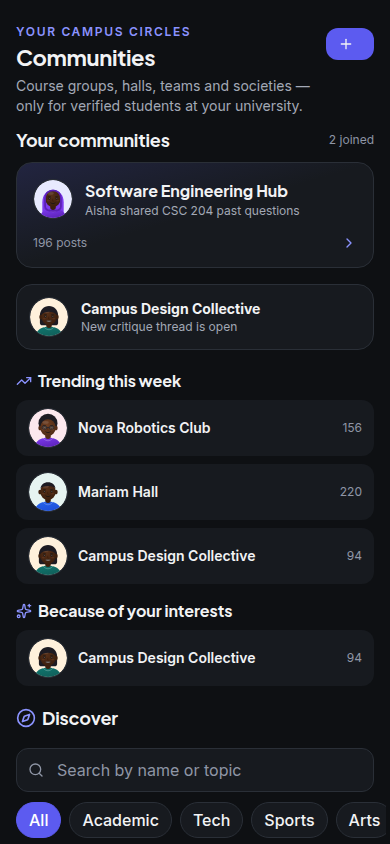 YOUR CAMPUS CIRCLES
Communities
Course groups, halls, teams and societies —
only for verified students at your university.
Your communities
2 joined
Software Engineering Hub
Aisha shared CSC 204 past questions
196 posts
Campus Design Collective
New critique thread is open
Trending this week
Nova Robotics Club
156
Mariam Hall
220
Campus Design Collective
94
Because of your interests
Campus Design Collective
94
Discover
Search by name or topic
All
Academic
Tech
Sports
Arts